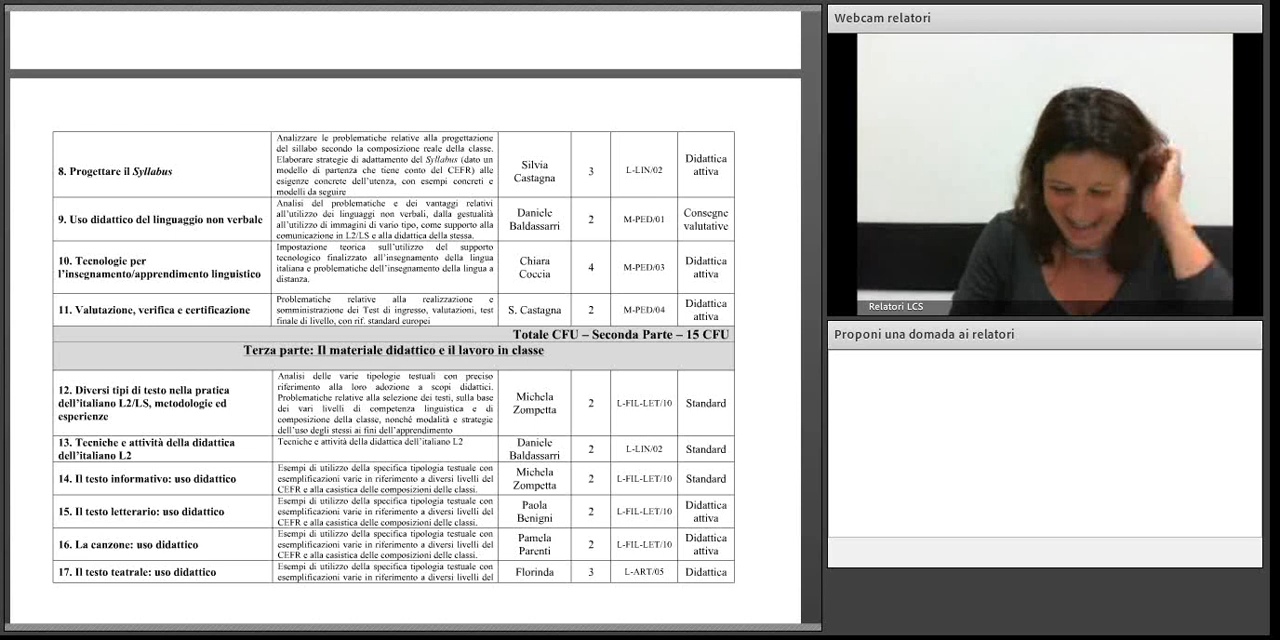 Webcam relatori
8. Progettare il Syllabus
Analizzare le problematiche relative alla progettazione
del sillabo secondo la composizione reale della classe.
Elaborare strategie di adattamento del Syllabus (dato un
modello di partenza che tiene conto del CEFR) alle
esigenze concrete dell'utenza, con esempi concreti e
modelli da seguire
Silvia
Castagna
3
L-LIN/02
Didattica
attiva
9. Uso didattico del linguaggio non verbale
Analisi del problematiche e dei vantaggi relativi
all'utilizzo dei linguaggi non verbali, dalla gestualità
all'utilizzo di immagini di vario tipo, come supporto alla
comunicazione in L2/LS e alla didattica della stessa.
Daniele
Baldassarri
2
M-PED/01
Consegne
valutative
10. Tecnologie per
l'insegnamento/apprendimento linguistico
Impostazione teorica sull'utilizzo del supporto
tecnologico finalizzato all'insegnamento della lingua
italiana e problematiche dell'insegnamento della lingua a
distanza.
Chiara
Coccia
4
M-PED/03
Didattica
attiva
11. Valutazione, verifica e certificazione
Problematiche relative alla realizzazione e
somministrazione dei Test di ingresso, valutazioni, test
finale di livello, con rif. standard europei
S. Castagna
2
M-PED/04
Didattica
attiva
Totale CFU – Seconda Parte – 15 CFU
Terza parte: Il materiale didattico e il lavoro in classe
12. Diversi tipi di testo nella pratica
dell'italiano L2/LS, metodologie ed
esperienze
Analisi delle varie tipologie testuali con preciso
riferimento alla loro adozione a scopi didattici.
Problematiche relative alla selezione dei testi, sulla base
dei vari livelli di competenza linguistica e di
composizione della classe, nonché modalità e strategie
dell'uso degli stessi ai fini dell'apprendimento
Michela
Zompetta
2
L-FIL-LET/10
Standard
13. Tecniche e attività della didattica
dell'italiano L2
Tecniche e attività della didattica dell'italiano L2
Daniele
Baldassarri
2
L-LIN/02
Standard
14. Il testo informativo: uso didattico
Esempi di utilizzo della specifica tipologia testuale con
esemplificazioni varie in riferimento a diversi livelli del
CEFR e alla casistica delle composizioni delle classi.
Michela
Zompetta
2
L-FIL-LET/10
Standard
15. Il testo letterario: uso didattico
Esempi di utilizzo della specifica tipologia testuale con
esemplificazioni varie in riferimento a diversi livelli del
CEFR e alla casistica delle composizioni delle classi.
Paola
Benigni
2
L-FIL-LET/10
Didattica
attiva
16. La canzone: uso didattico
Esempi di utilizzo della specifica tipologia testuale con
esemplificazioni varie in riferimento a diversi livelli del
CEFR e alla casistica delle composizioni delle classi.
Pamela
Parenti
2
L-FIL-LET/10
Didattica
attiva
17. Il testo teatrale: uso didattico
Esempi di utilizzo della specifica tipologia testuale con
esemplificazioni varie in riferimento a diversi livelli del
Florinda
3
L-ART/05
Didattica
Relatori LCS
Proponi una domada ai relatori